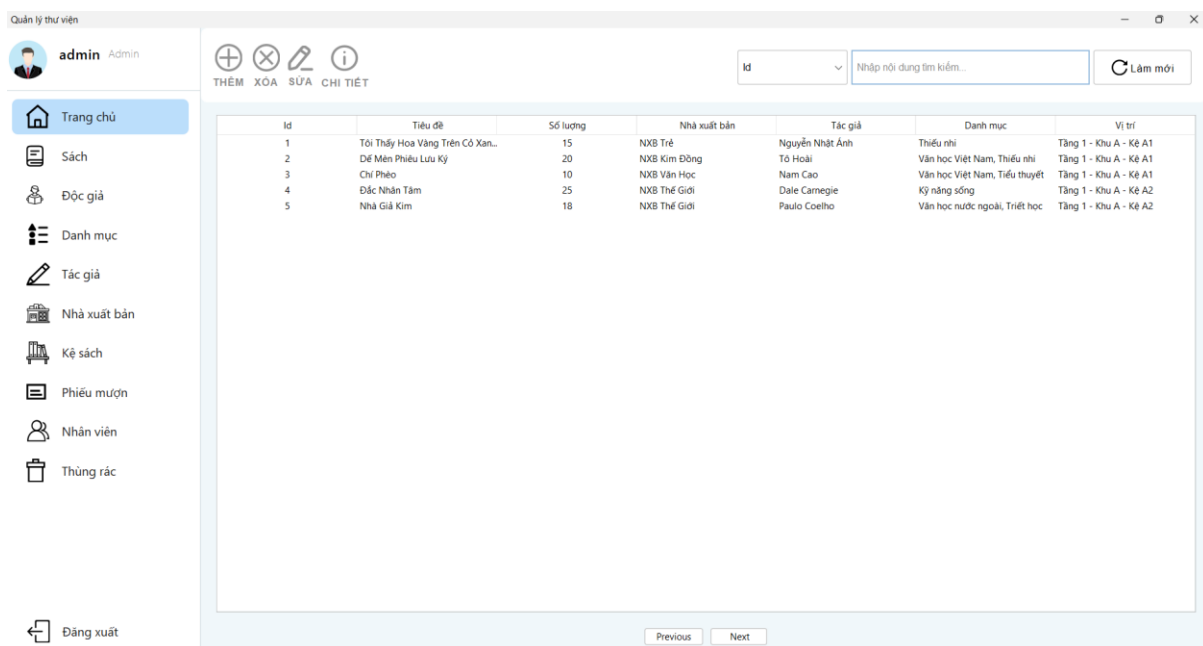 Quản lý thư viện
admin Admin
THÊM XÓA SỬA CHI TIẾT
Id
Nhập nội dung tìm kiếm...
Làm mới
Trang chủ
Sách
Độc giả
Danh mục
Tác giả
Nhà xuất bản
Kệ sách
Phiếu mượn
Nhân viên
Thùng rác
Đăng xuất
Id Tiêu đề Số lượng Nhà xuất bản Tác giả Danh mục Vị trí
1 Tôi Thấy Hoa Vàng Trên Cỏ Xan... 15 NXB Trẻ Nguyễn Nhật Ánh Thiếu nhi Tầng 1 - Khu A - Kệ A1
2 Dế Mèn Phiêu Lưu Ký 20 NXB Kim Đồng Tô Hoài Văn học Việt Nam, Thiếu nhi Tầng 1 - Khu A - Kệ A1
3 Chí Phèo 10 NXB Văn Học Nam Cao Văn học Việt Nam, Tiểu thuyết Tầng 1 - Khu A - Kệ A1
4 Đắc Nhân Tâm 25 NXB Thế Giới Dale Carnegie Kỹ năng sống Tầng 1 - Khu A - Kệ A2
5 Nhà Giả Kim 18 NXB Thế Giới Paulo Coelho Văn học nước ngoài, Triết học Tầng 1 - Khu A - Kệ A2
Previous Next